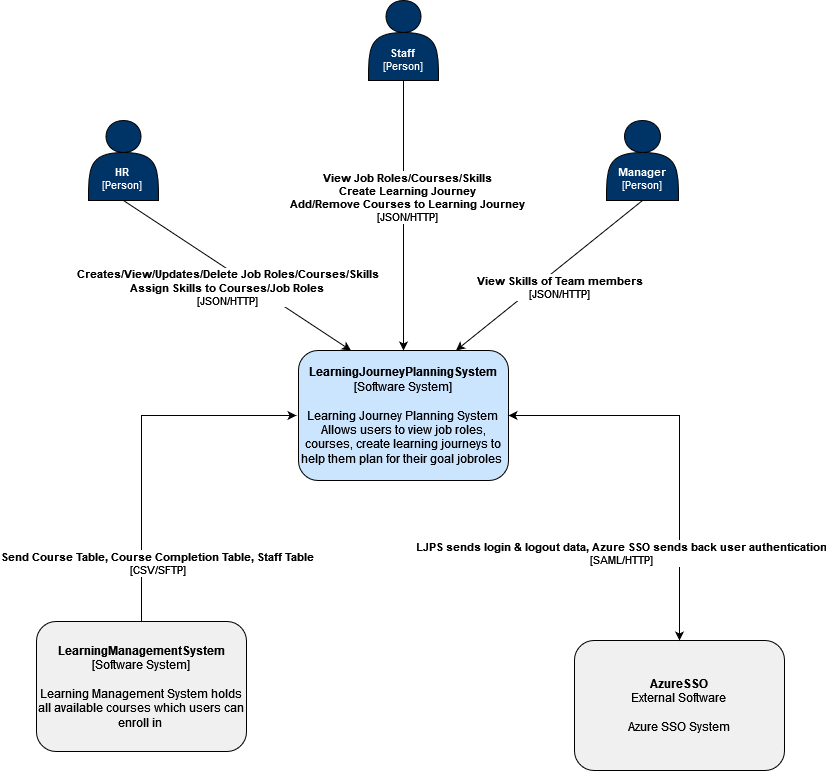 Staff
[Person]
HR
[Person]
Manager
[Person]
View Job Roles/Courses/Skills
Create Learning Journey
Add/Remove Courses to Learning Journey
[JSON/HTTP]
Creates/View/Updates/Delete Job Roles/Courses/Skills
Assign Skills to Courses/Job Roles
[JSON/HTTP]
View Skills of Team members
[JSON/HTTP]
LearningJourneyPlanningSystem
[Software System]
Learning Journey Planning System
Allows users to view job roles,
courses, create learning journeys to
help them plan for their goal jobroles
Send Course Table, Course Completion Table, Staff Table
[CSV/SFTP]
LJPS sends login & logout data, Azure SSO sends back user authentication
[SAML/HTTP]
LearningManagementSystem
[Software System]
Learning Management System holds
all available courses which users can
enroll in
AzureSSO
External Software
Azure SSO System